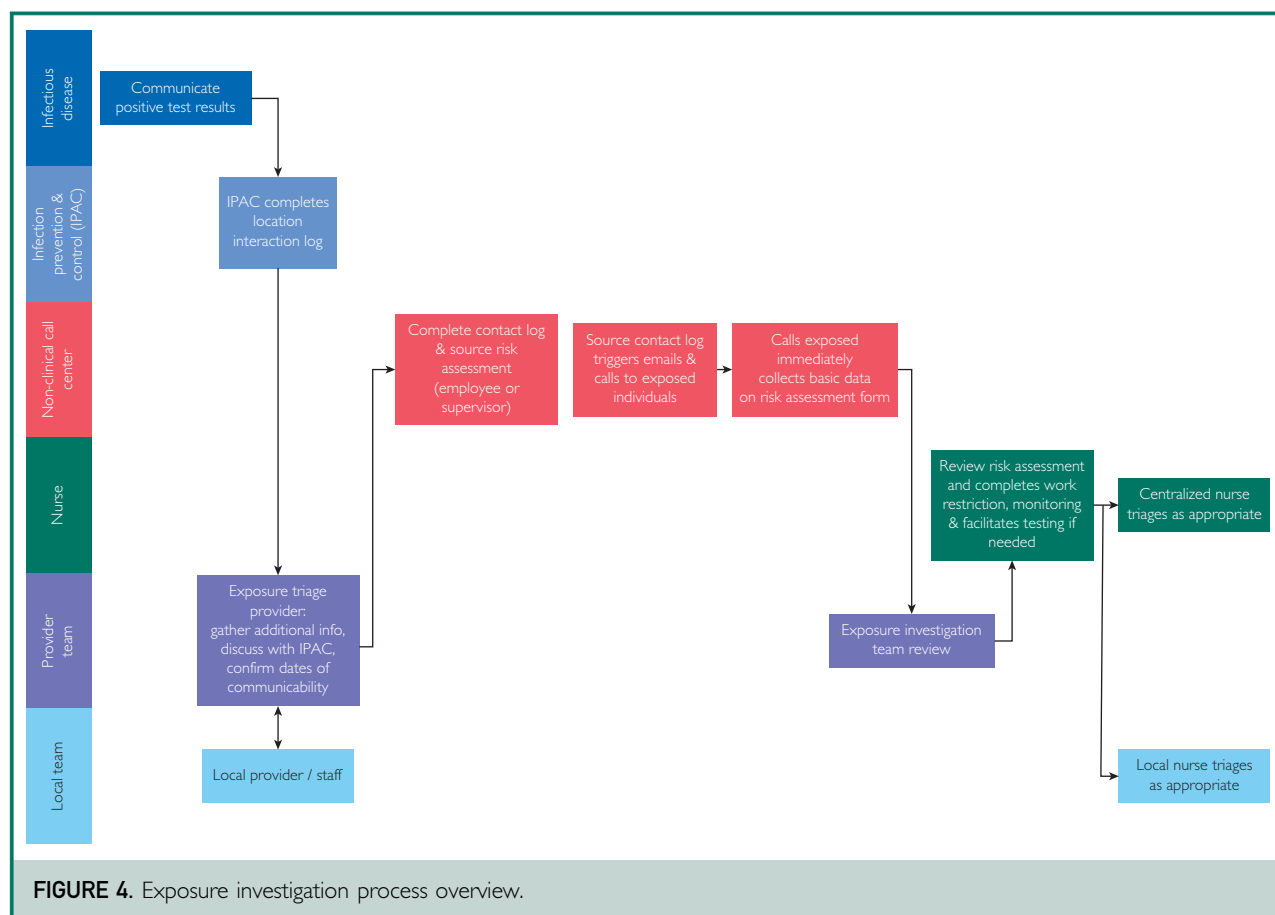 Infectious
disease
Communicate
positive test results
Infection
prevention &
control (IPAC)
IPAC completes
location
interaction log
Non-clinical call
center
Complete contact log
& source risk
assessment
(employee or
supervisor)
Source contact log
triggers emails &
calls to exposed
individuals
Calls exposed
immediately
collects basic data
on risk assessment form
Nurse
Review risk assessment
and completes work
restriction, monitoring
& facilitates testing if
needed
Centralized nurse
triages as appropriate
Provider
team
Exposure triage
provider:
gather additional info,
discuss with IPAC,
confirm dates of
communicability
Exposure investigation
team review
Local team
Local provider / staff
Local nurse triages
as appropriate
FIGURE 4. Exposure investigation process overview.